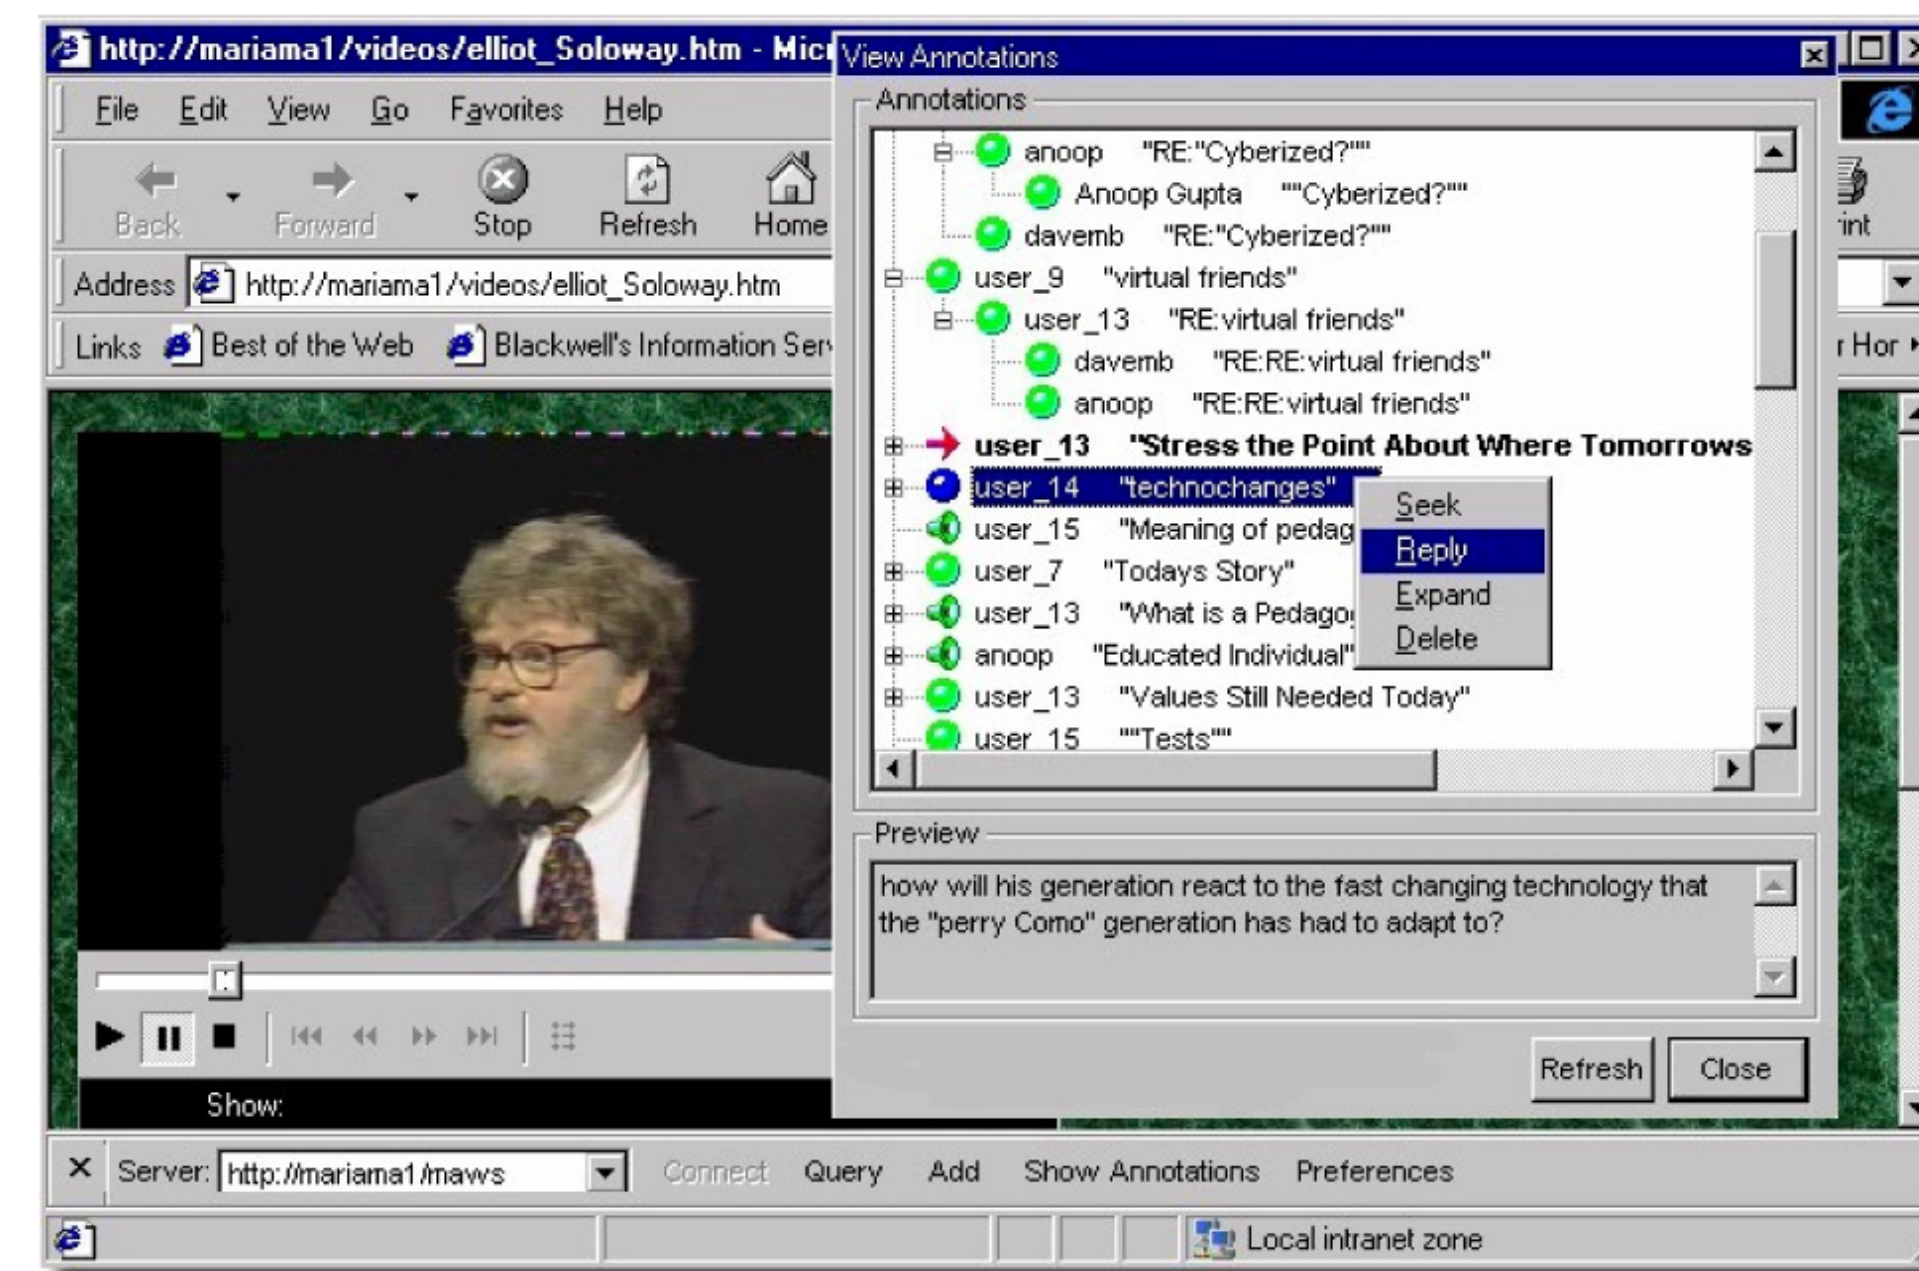 http://mariama1/videos/elliot_Soloway.htm - Micr
File Edit View Go Favorites Help
Back Forward Stop Refresh Home
Address http://mariama1/videos/elliot_Soloway.htm
Links Best of the Web Blackwell's Information Serv
View Annotations
Annotations
anoop "RE:"Cyberized?""
Anoop Gupta ""Cyberized?""
davemb "RE:"Cyberized?""
user_9 "virtual friends"
user_13 "RE:virtual friends"
davemb "RE:RE:virtual friends"
anoop "RE:RE:virtual friends"
user_13 "Stress the Point About Where Tomorrows
user_14 "technochanges"
user_15 "Meaning of pedag
user_7 "Todays Story"
user_13 "What is a Pedago
anoop "Educated Individual"
user_13 "Values Still Needed Today"
user_15 ""Tests""
Seek
Reply
Expand
Delete
Preview
how will his generation react to the fast changing technology that
the "perry Como" generation has had to adapt to?
Refresh Close
int
r Hor
Show:
Server: http://mariama1/maws Connect Query Add Show Annotations Preferences
Local intranet zone